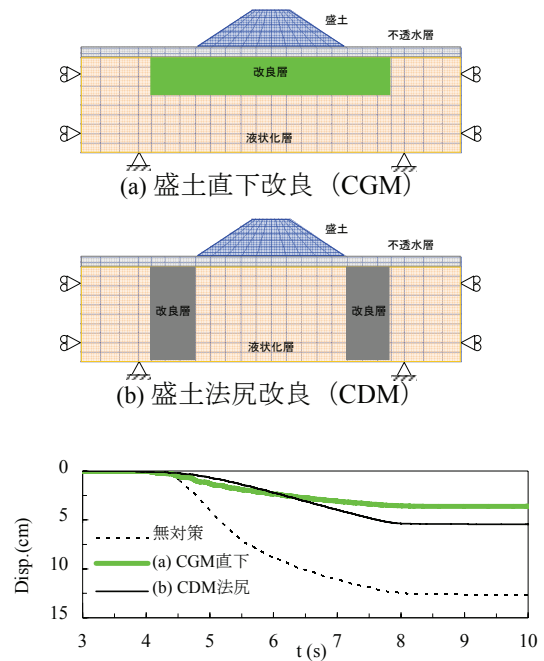 盛土
不透水層
改良層
液状化層
(a) 盛土直下改良（CGM）
盛土
不透水層
改良層
改良層
液状化層
(b) 盛土法尻改良（CDM）
0
5
10
15
Disp.(cm)
無対策
(a) CGM直下
(b) CDM法尻
3 4 5 6 7 8 9 10
t (s)